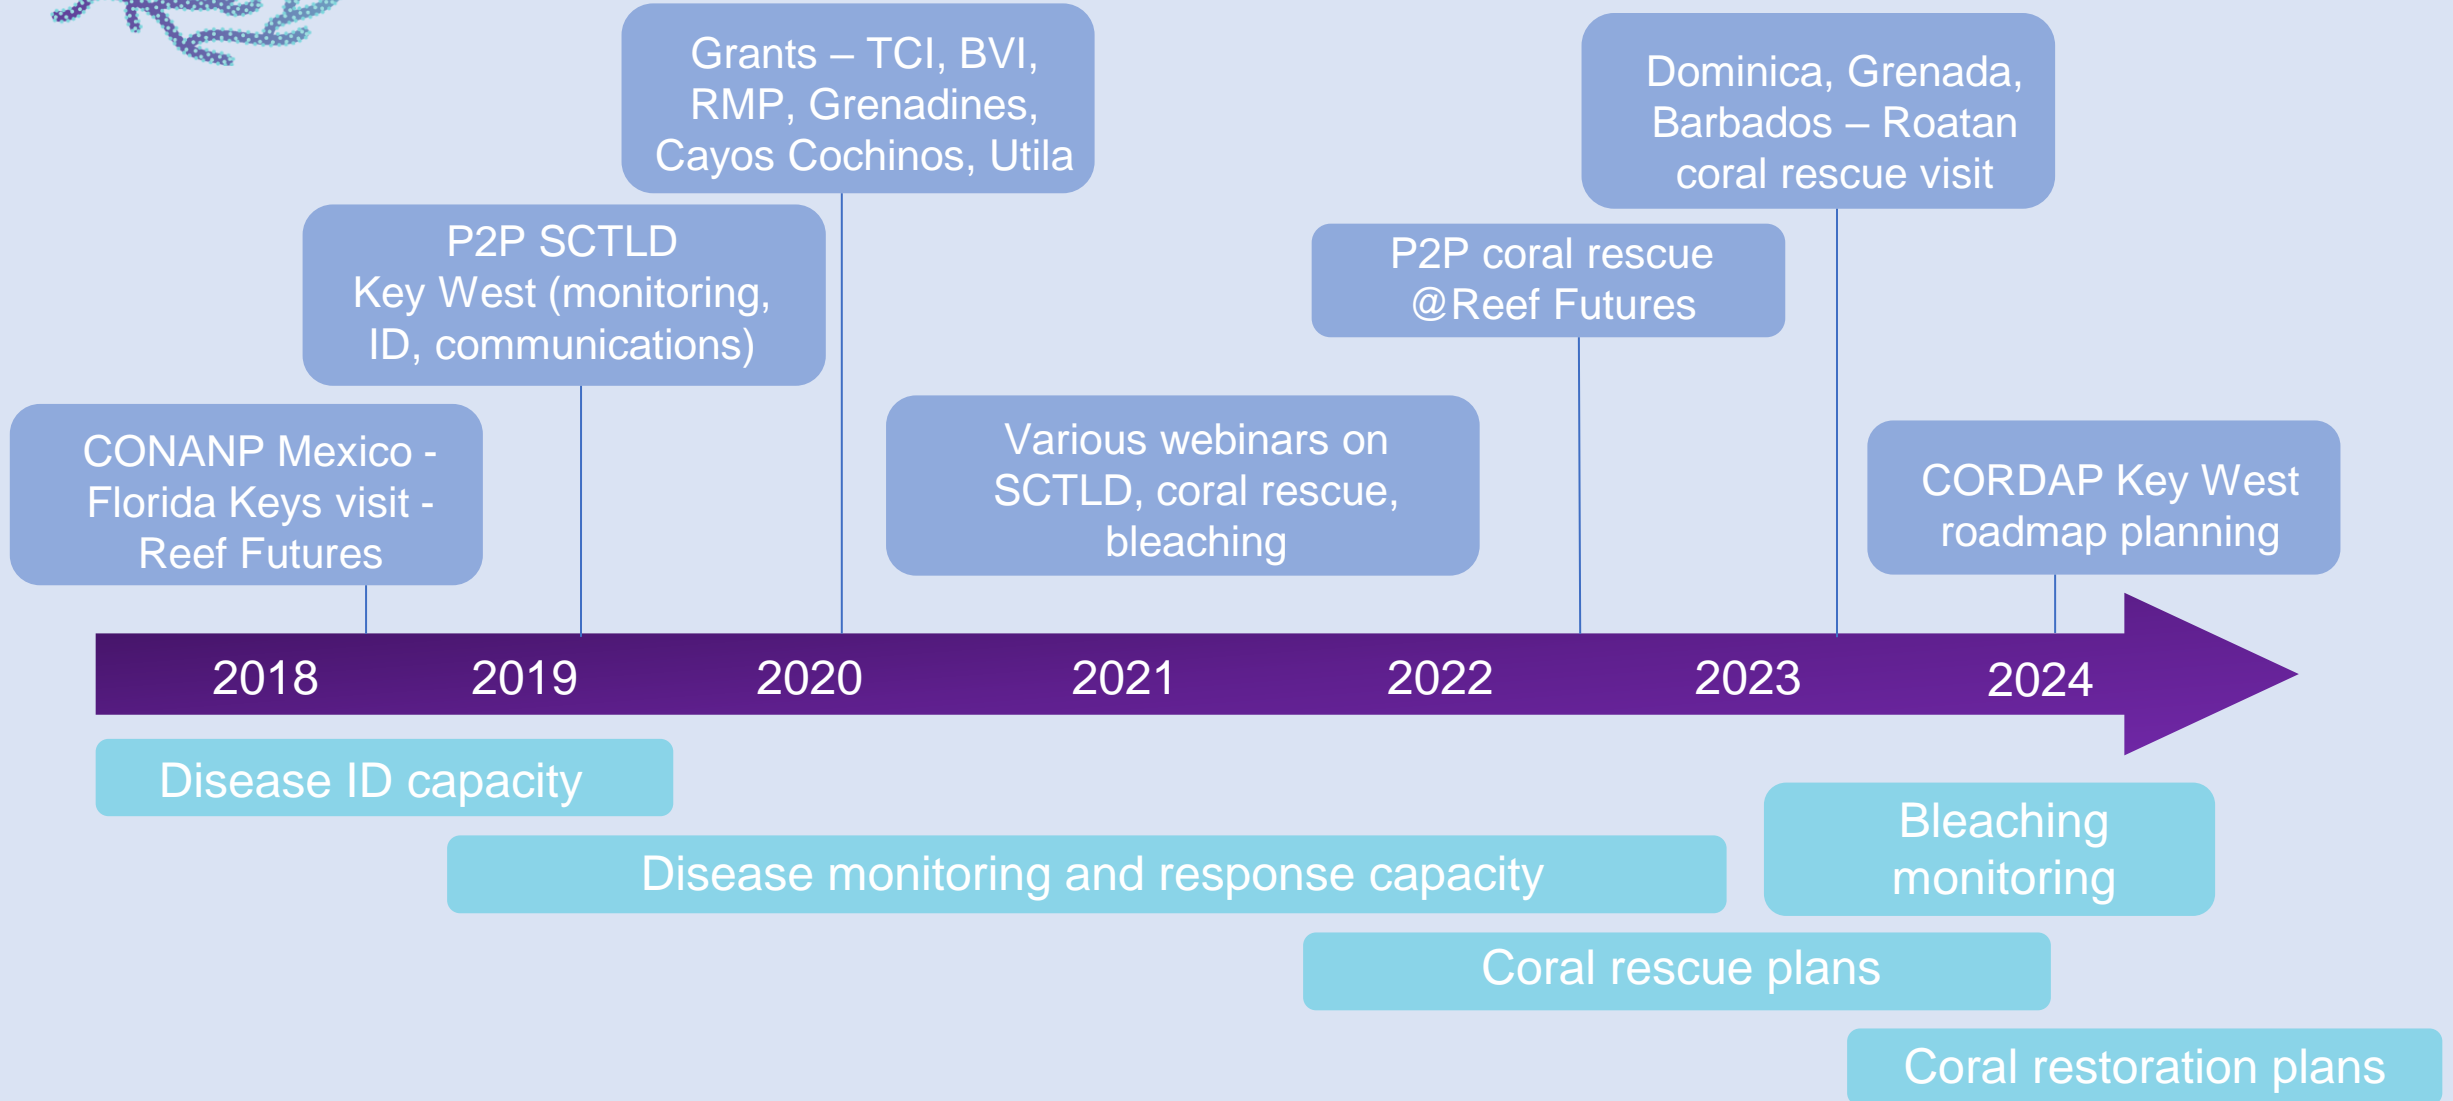 Grants – TCI, BVI,
RMP, Grenadines,
Cayos Cochinos, Utila
Dominica, Grenada,
Barbados – Roatan
coral rescue visit
P2P SCTLD
Key West (monitoring,
ID, communications)
P2P coral rescue
@Reef Futures
CONANP Mexico -
Florida Keys visit -
Reef Futures
Various webinars on
SCTLD, coral rescue,
bleaching
CORDAP Key West
roadmap planning
2018 2019 2020 2021 2022 2023 2024
Disease ID capacity
Bleaching
monitoring
Disease monitoring and response capacity
Coral rescue plans
Coral restoration plans